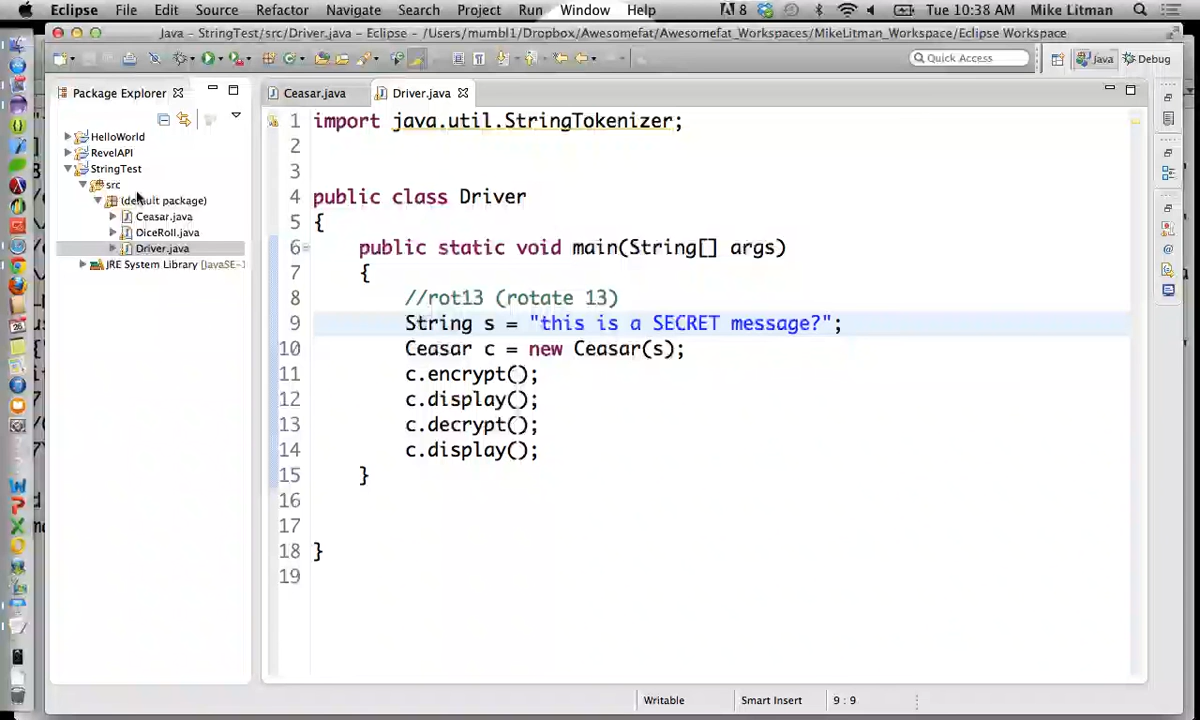 Eclipse File Edit Source Refactor Navigate Search Project Run Window Help 8 Tue 10:38 AM Mike Litman
Java - StringTest/src/Driver.java - Eclipse - /Users/mumbl1/Dropbox/Awesomefat/Awesomefat_Workspaces/MikeLitman_Workspace/Eclipse Workspace
Quick Access Java Debug
Package Explorer
HelloWorld
RevelAPI
StringTest
src
(default package)
Ceasar.java
DiceRoll.java
Driver.java
JRE System Library [JavaSE-1
Ceasar.java Driver.java
1 import java.util.StringTokenizer;
2
3
4 public class Driver
5 {
6 public static void main(String[] args)
7 {
8 //rot13 (rotate 13)
9 String s = "this is a SECRET message?";
10 Ceasar c = new Ceasar(s);
11 c.encrypt();
12 c.display();
13 c.decrypt();
14 c.display();
15 }
16
17
18 }
19
Writable Smart Insert 9 : 9